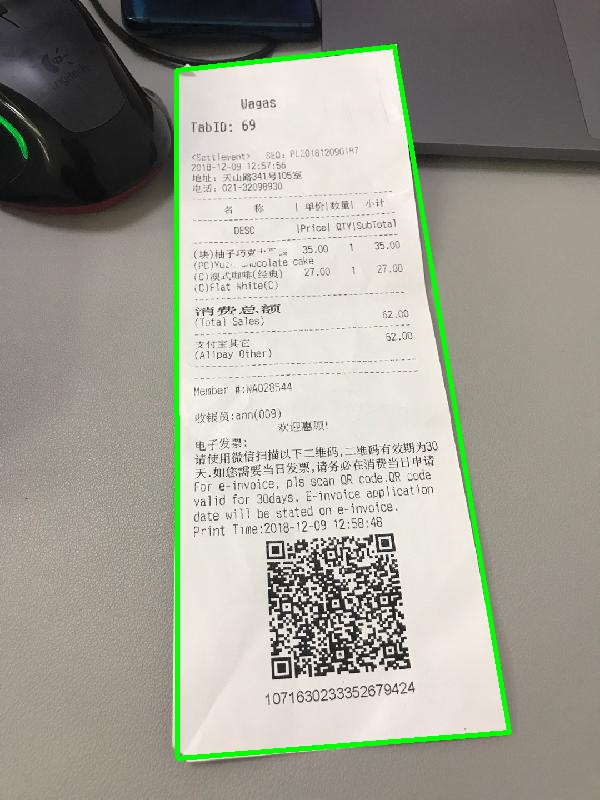 Wagas
TabID: 69
<Settlement> SEQ: PL201812090187
2018-12-09 12:57:56
地址: 天山路341号105室
电话: 021-32098930
名 称 |单价|数量| 小计
DESC |Price| QTY|SubTotal
(块)柚子巧克 35.00 1 35.00
(PC)Yuzu chocolate cake
(C)澳式咖啡(经典) 27.00 1 27.00
(C)Flat White(C)
消费总额 62.00
(Total Sales)
支付宝其它 62.00
(Alipay Other)
Member #:WA028544
收银员:ann(009)
欢迎惠顾!
电子发票:
请使用微信扫描以下二维码,二维码有效期为30
天.如您需要当日发票,请务必在消费当日申请
For e-invoice, pls scan QR code.QR code
valid for 30days. E-invoice application
date will be stated on e-invoice.
Print Time:2018-12-09 12:58:48
1071630233352679424
logitech